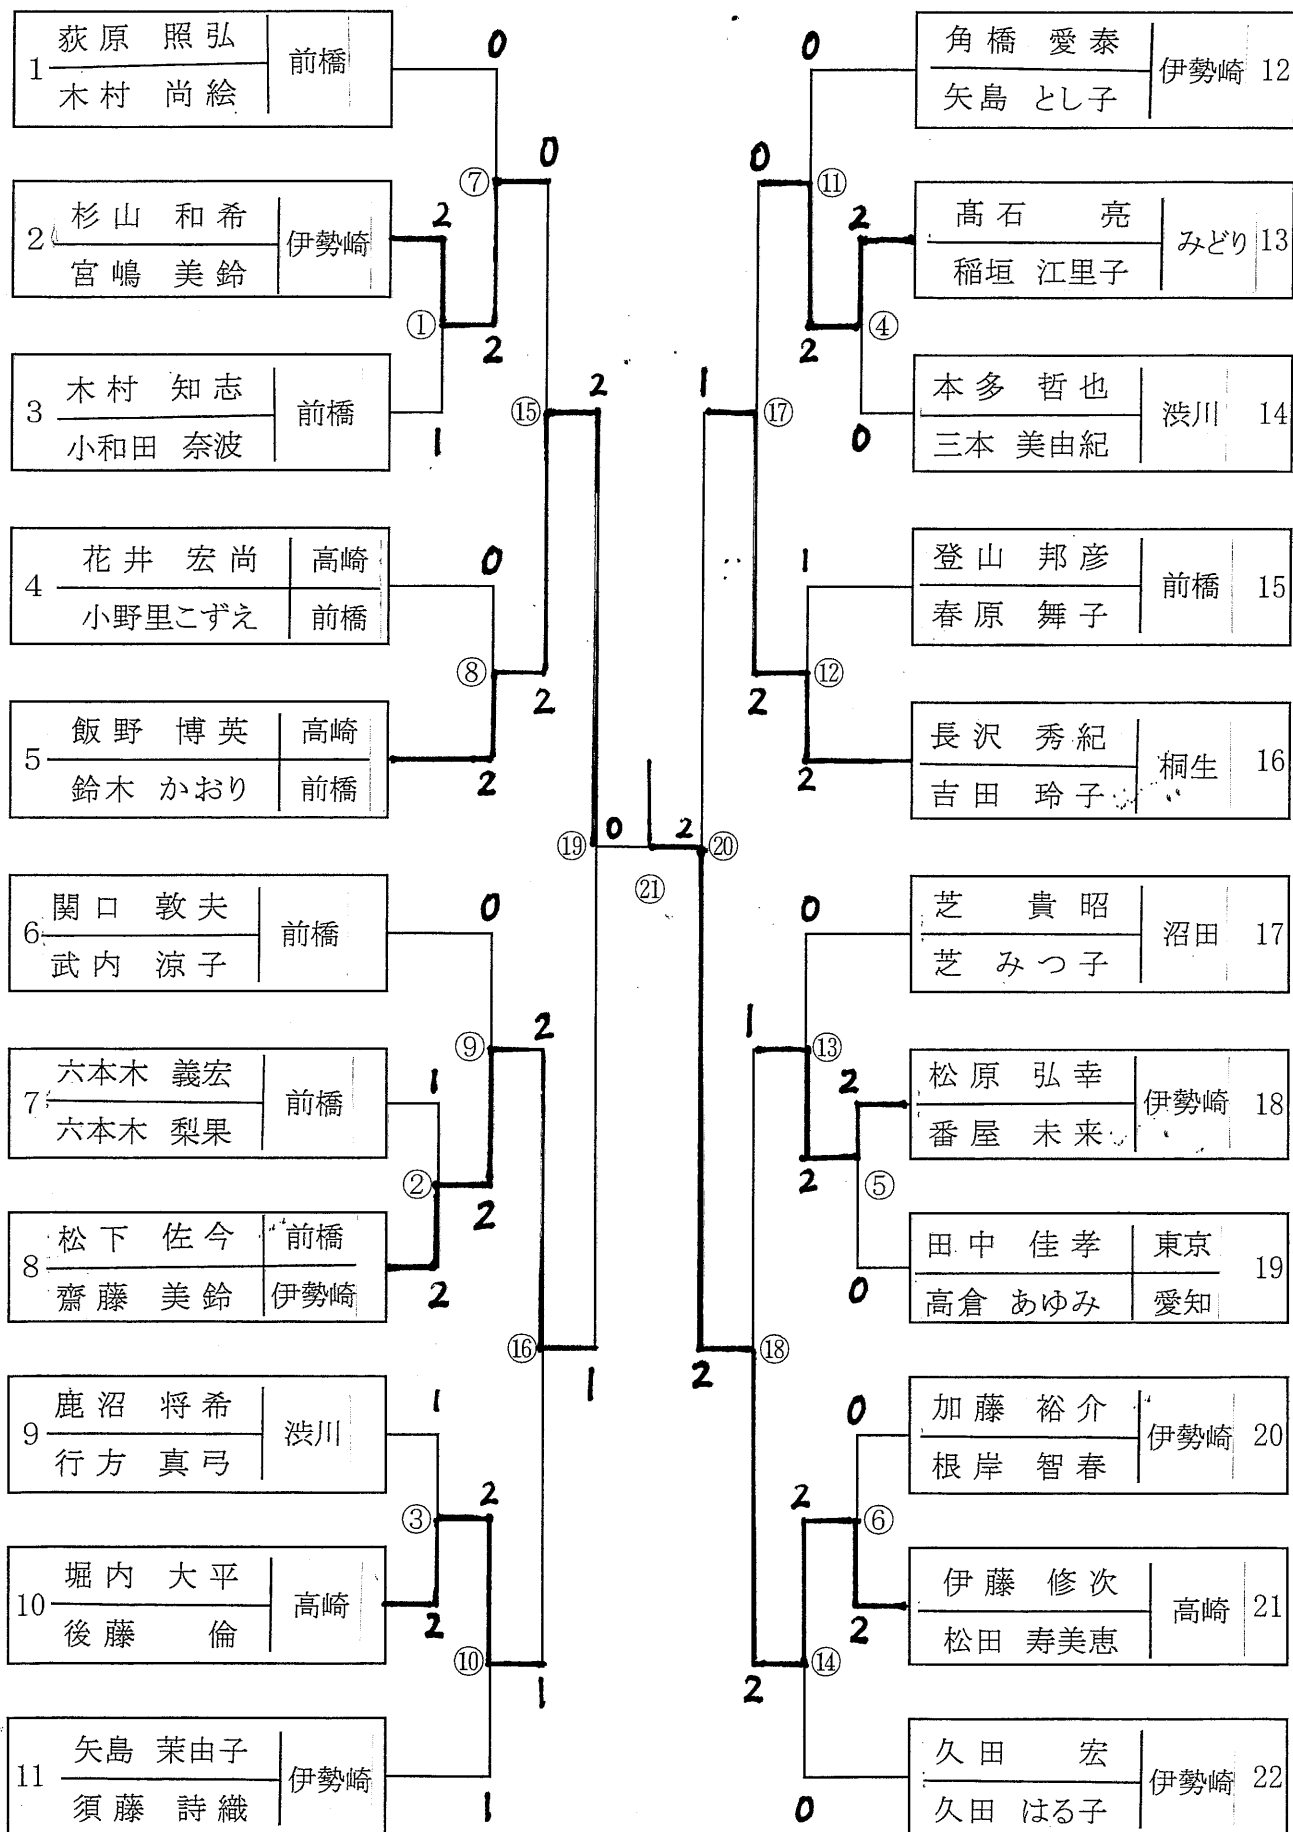 1 荻原 照弘 前橋
木村 尚絵
2 杉山 和希 伊勢崎
宮嶋 美鈴
3 木村 知志 前橋
小和田 奈波
4 花井 宏尚 高崎
小野里こずえ 前橋
5 飯野 博英 高崎
鈴木 かおり 前橋
6 関口 敦夫 前橋
武内 涼子
7 六本木 義宏 前橋
六本木 梨果
8 松下 佐今 前橋
齋藤 美鈴 伊勢崎
9 鹿沼 将希 渋川
行方 真弓
10 堀内 大平 高崎
後藤 倫
11 矢島 茉由子 伊勢崎
須藤 詩織
0
0
⑦
2
①
2
1
2
⑮
0
⑧
2
2
⑲
0
0
2
⑨
1
②
2
2
⑯
1
1
2
③
2
⑩
1
1
㉑
0
0
⑪
2
④
2
0
1
⑰
1
⑫
2
2
2
⑳
0
1
⑬
2
⑤
2
0
2
⑱
0
2
⑥
2
2
⑭
0
角橋 愛泰 伊勢崎 12
矢島 とし子
髙石 亮 みどり 13
稲垣 江里子
本多 哲也 渋川 14
三本 美由紀
登山 邦彦 前橋 15
春原 舞子
長沢 秀紀 桐生 16
吉田 玲子
芝 貴昭 沼田 17
芝 みつ子
松原 弘幸 伊勢崎 18
番屋 未来
田中 佳孝 東京 19
高倉 あゆみ 愛知
加藤 裕介 伊勢崎 20
根岸 智春
伊藤 修次 高崎 21
松田 寿美恵
久田 宏 伊勢崎 22
久田 はる子